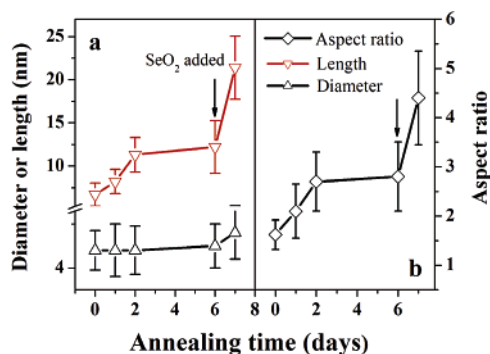 a
SeO2 added
Aspect ratio
Length
Diameter
b
Diameter or length (nm)
25
20
15
10
4
Aspect ratio
6
5
4
3
2
1
0 2 4 6 8
0 2 4 6 8
Annealing time (days)